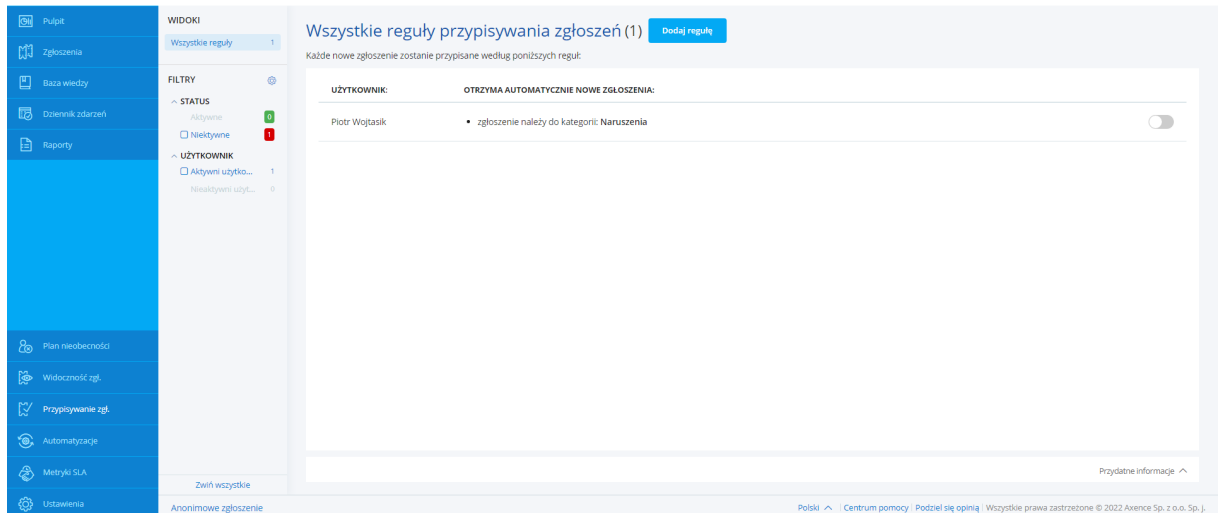 Pulpit
Zgłoszenia
Baza wiedzy
Dziennik zdarzeń
Raporty
Plan nieobecności
Widoczność zgł.
Przypisywanie zgł.
Automatyzacje
Metryki SLA
Ustawienia
WIDOKI
Wszystkie reguły 1
FILTRY
STATUS
Aktywne 0
Niektywne 1
UŻYTKOWNIK
Aktywni użytko... 1
Nieaktywni użyt... 0
Zwiń wszystkie
Wszystkie reguły przypisywania zgłoszeń (1) Dodaj regułę
Każde nowe zgłoszenie zostanie przypisane według poniższych reguł:
UŻYTKOWNIK: OTRZYMA AUTOMATYCZNIE NOWE ZGŁOSZENIA:
Piotr Wojtasik • zgłoszenie należy do kategorii: Naruszenia
Przydatne informacje
Anonimowe zgłoszenie
Polski | Centrum pomocy | Podziel się opinią | Wszystkie prawa zastrzeżone © 2022 Axence Sp. z o.o. Sp. j.